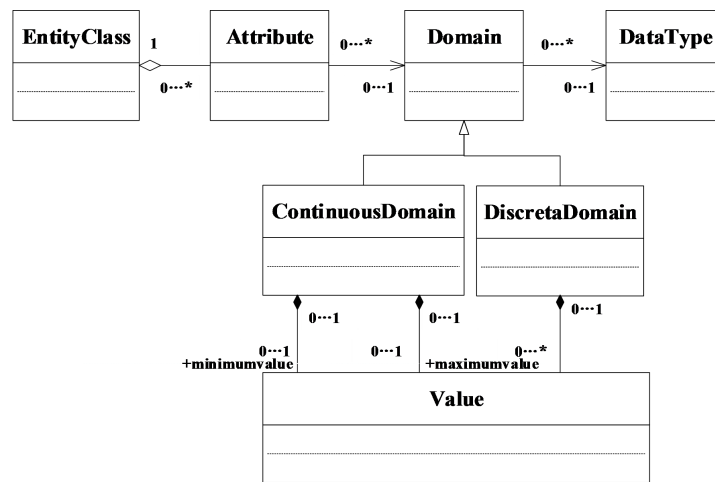 EntityClass
1
0···*
Attribute
0···*
0···1
Domain
0···*
0···1
DataType
ContinuousDomain
DiscretaDomain
0···1
0···1
0···1
0···1
+minimumvalue
0···1
+maximumvalue
0···*
Value